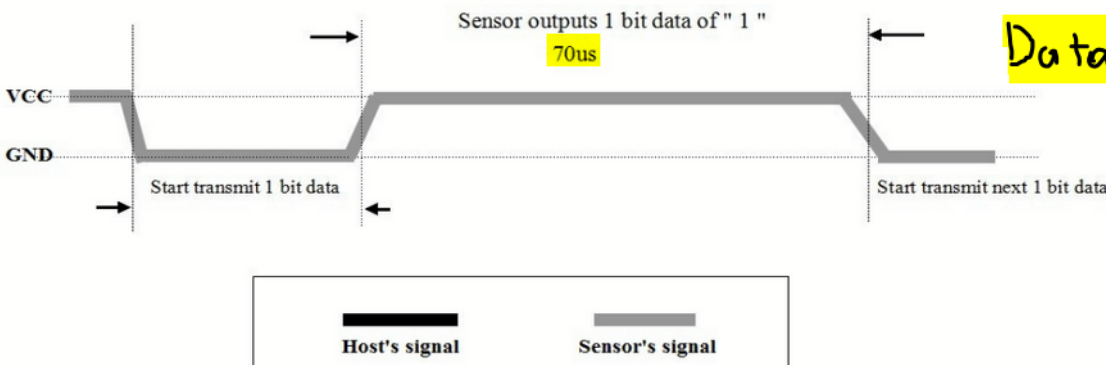 Sensor outputs 1 bit data of " 1 "
70us
Data
VCC
GND
Start transmit 1 bit data
Start transmit next 1 bit data
Host's signal
Sensor's signal